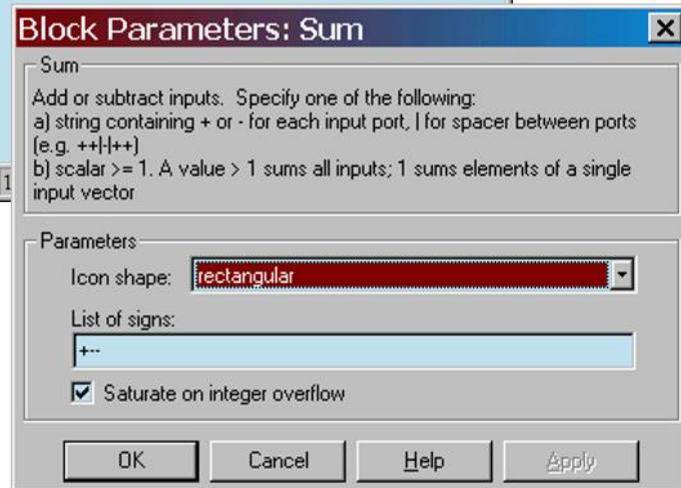 Block Parameters: Sum
Sum
Add or subtract inputs. Specify one of the following:
a) string containing + or - for each input port, | for spacer between ports
(e.g. ++|-|++)
b) scalar >= 1. A value > 1 sums all inputs; 1 sums elements of a single
input vector
Parameters
Icon shape: rectangular
List of signs:
+--
Saturate on integer overflow
OK Cancel Help Apply